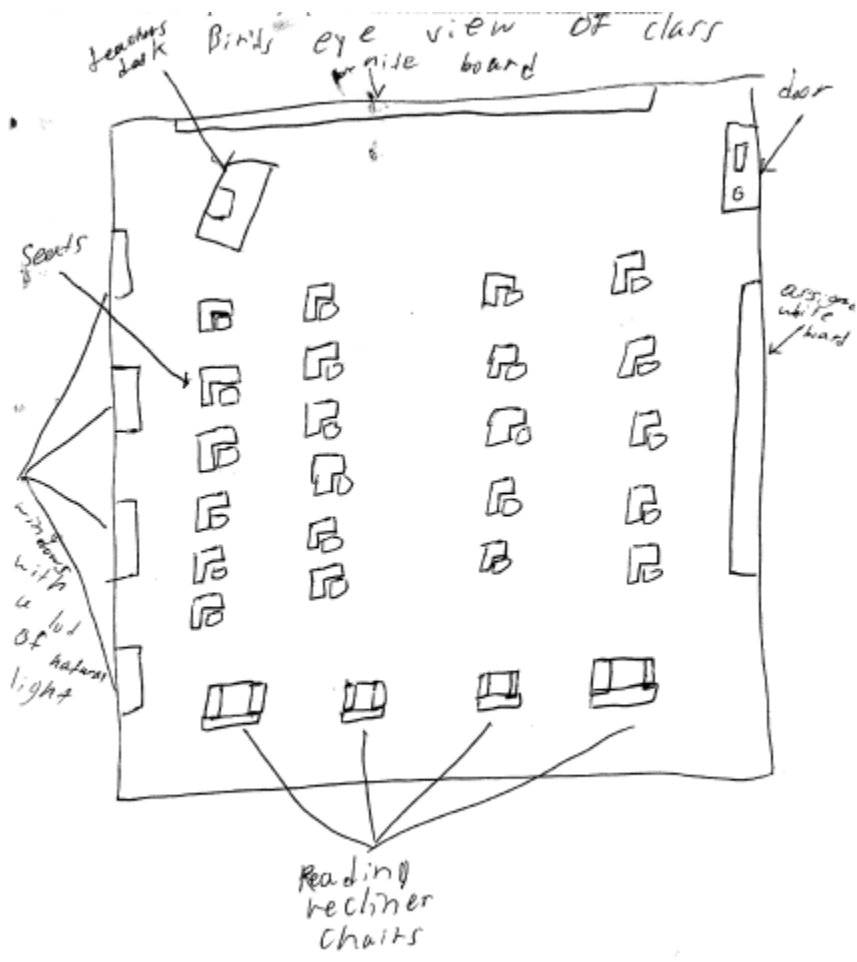 Birds eye view of class
teachers desk
board
door
Seats
white
board
windows
with
a
of natural
light
Reading
recliner
chairs